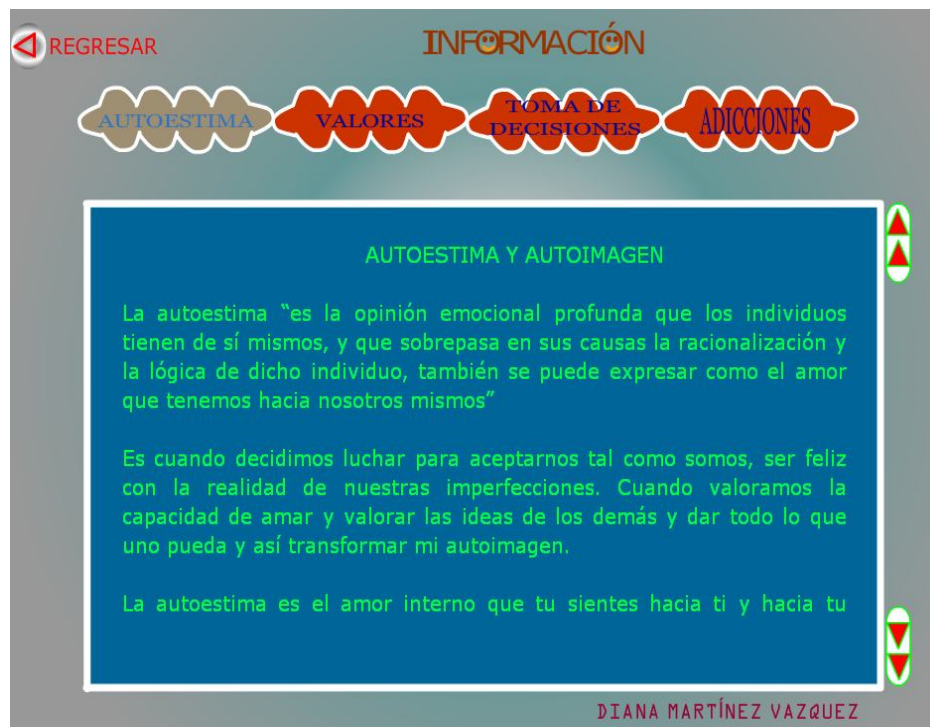 REGRESAR
INFORMACIÓN
AUTOESTIMA
VALORES
TOMA DE
DECISIONES
ADICCIONES
AUTOESTIMA Y AUTOIMAGEN
La autoestima “es la opinión emocional profunda que los individuos
tienen de sí mismos, y que sobrepasa en sus causas la racionalización y
la lógica de dicho individuo, también se puede expresar como el amor
que tenemos hacia nosotros mismos”
Es cuando decidimos luchar para aceptarnos tal como somos, ser feliz
con la realidad de nuestras imperfecciones. Cuando valoramos la
capacidad de amar y valorar las ideas de los demás y dar todo lo que
uno pueda y así transformar mi autoimagen.
La autoestima es el amor interno que tu sientes hacia ti y hacia tu
DIANA MARTÍNEZ VAZQUEZ